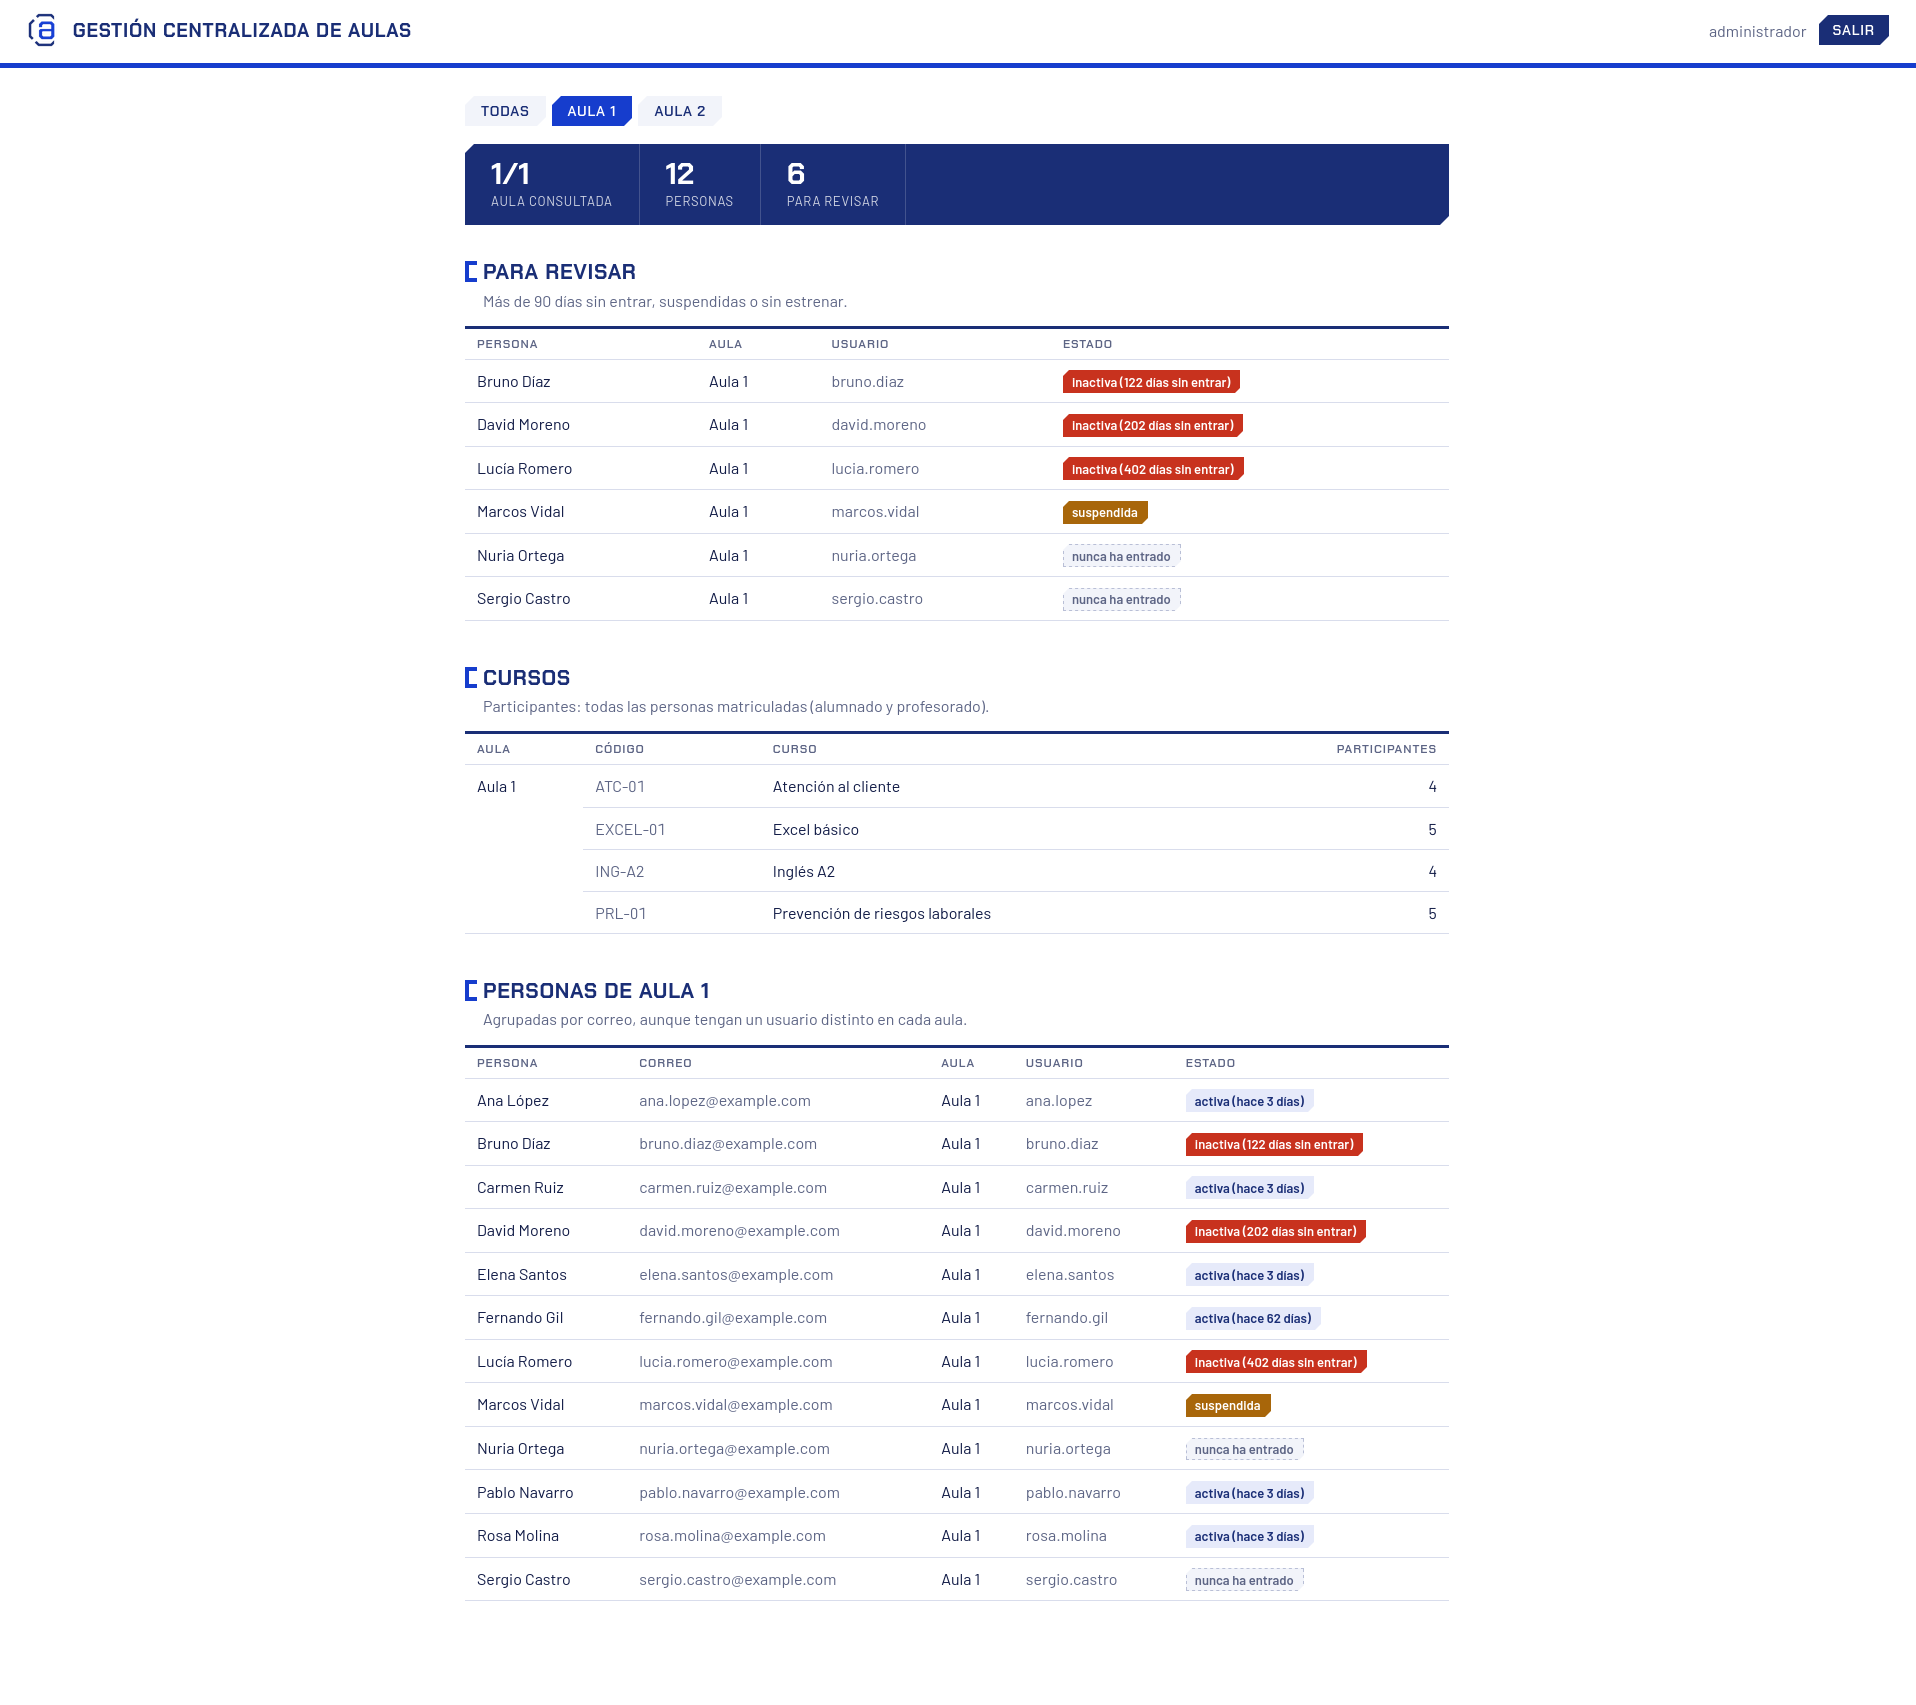 GESTIÓN CENTRALIZADA DE AULAS
administrador SALIR
TODAS AULA 1 AULA 2
1/1 12 6
AULA CONSULTADA PERSONAS PARA REVISAR
PARA REVISAR
Más de 90 días sin entrar, suspendidas o sin estrenar.
PERSONA AULA USUARIO ESTADO
Bruno Díaz Aula 1 bruno.diaz inactiva (122 días sin entrar)
David Moreno Aula 1 david.moreno inactiva (202 días sin entrar)
Lucía Romero Aula 1 lucia.romero inactiva (402 días sin entrar)
Marcos Vidal Aula 1 marcos.vidal suspendida
Nuria Ortega Aula 1 nuria.ortega nunca ha entrado
Sergio Castro Aula 1 sergio.castro nunca ha entrado
CURSOS
Participantes: todas las personas matriculadas (alumnado y profesorado).
AULA CÓDIGO CURSO PARTICIPANTES
Aula 1 ATC-01 Atención al cliente 4
EXCEL-01 Excel básico 5
ING-A2 Inglés A2 4
PRL-01 Prevención de riesgos laborales 5
PERSONAS DE AULA 1
Agrupadas por correo, aunque tengan un usuario distinto en cada aula.
PERSONA CORREO AULA USUARIO ESTADO
Ana López ana.lopez@example.com Aula 1 ana.lopez activa (hace 3 días)
Bruno Díaz bruno.diaz@example.com Aula 1 bruno.diaz inactiva (122 días sin entrar)
Carmen Ruiz carmen.ruiz@example.com Aula 1 carmen.ruiz activa (hace 3 días)
David Moreno david.moreno@example.com Aula 1 david.moreno inactiva (202 días sin entrar)
Elena Santos elena.santos@example.com Aula 1 elena.santos activa (hace 3 días)
Fernando Gil fernando.gil@example.com Aula 1 fernando.gil activa (hace 62 días)
Lucía Romero lucia.romero@example.com Aula 1 lucia.romero inactiva (402 días sin entrar)
Marcos Vidal marcos.vidal@example.com Aula 1 marcos.vidal suspendida
Nuria Ortega nuria.ortega@example.com Aula 1 nuria.ortega nunca ha entrado
Pablo Navarro pablo.navarro@example.com Aula 1 pablo.navarro activa (hace 3 días)
Rosa Molina rosa.molina@example.com Aula 1 rosa.molina activa (hace 3 días)
Sergio Castro sergio.castro@example.com Aula 1 sergio.castro nunca ha entrado